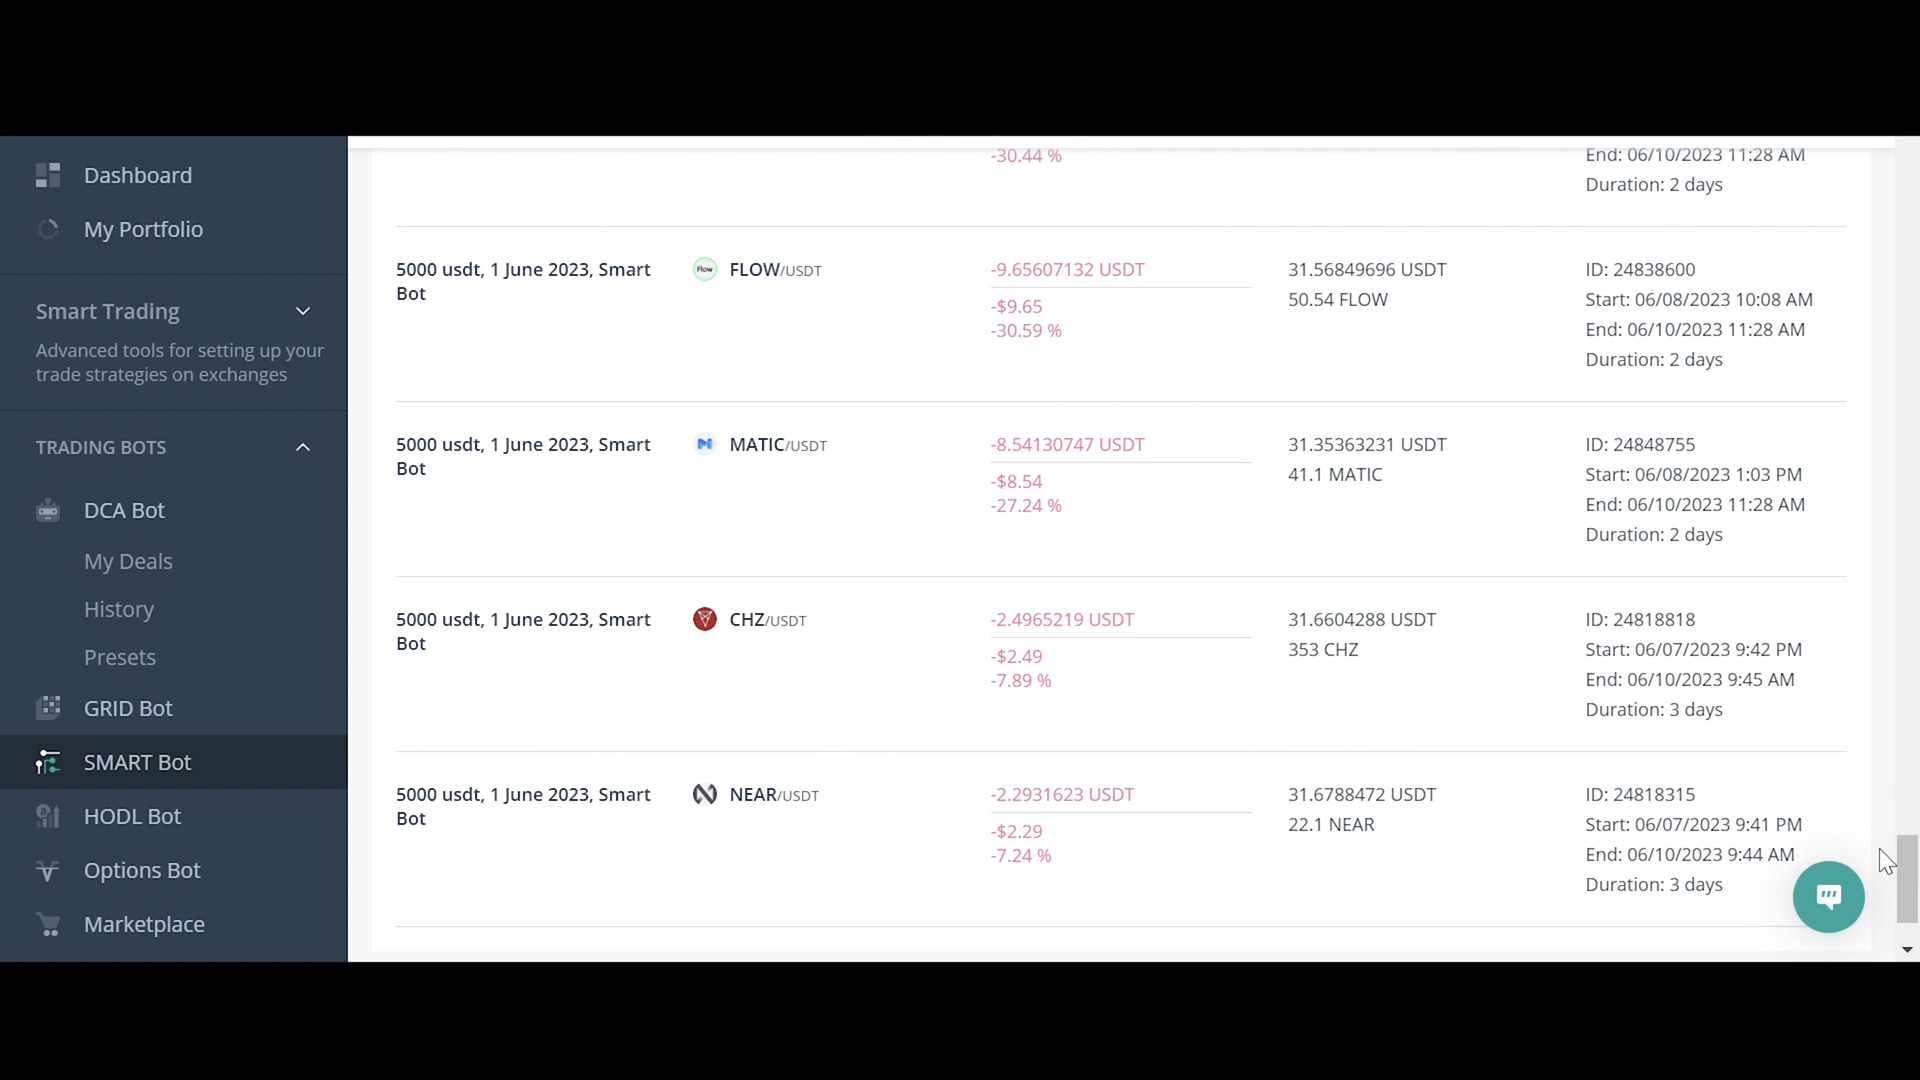 Dashboard
My Portfolio
Smart Trading
Advanced tools for setting up your
trade strategies on exchanges
TRADING BOTS
DCA Bot
My Deals
History
Presets
GRID Bot
SMART Bot
HODL Bot
Options Bot
Marketplace
-30.44 %
End: 06/10/2023 11:28 AM
Duration: 2 days
5000 usdt, 1 June 2023, Smart
Bot
Flow
FLOW/USDT
-9.65607132 USDT
-$9.65
-30.59 %
31.56849696 USDT
50.54 FLOW
ID: 24838600
Start: 06/08/2023 10:08 AM
End: 06/10/2023 11:28 AM
Duration: 2 days
5000 usdt, 1 June 2023, Smart
Bot
MATIC/USDT
-8.54130747 USDT
-$8.54
-27.24 %
31.35363231 USDT
41.1 MATIC
ID: 24848755
Start: 06/08/2023 1:03 PM
End: 06/10/2023 11:28 AM
Duration: 2 days
5000 usdt, 1 June 2023, Smart
Bot
CHZ/USDT
-2.4965219 USDT
-$2.49
-7.89 %
31.6604288 USDT
353 CHZ
ID: 24818818
Start: 06/07/2023 9:42 PM
End: 06/10/2023 9:45 AM
Duration: 3 days
5000 usdt, 1 June 2023, Smart
Bot
NEAR/USDT
-2.2931623 USDT
-$2.29
-7.24 %
31.6788472 USDT
22.1 NEAR
ID: 24818315
Start: 06/07/2023 9:41 PM
End: 06/10/2023 9:44 AM
Duration: 3 days